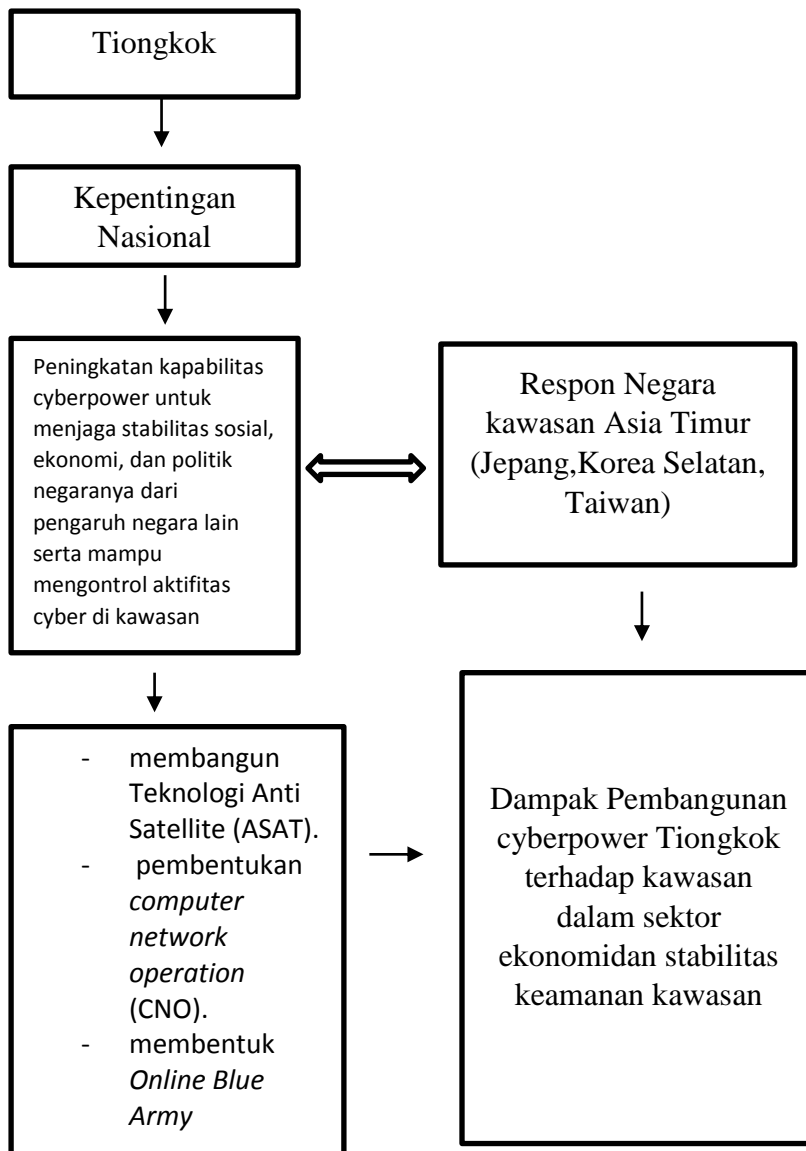 Tiongkok
Kepentingan
Nasional
Peningkatan kapabilitas
cyberpower untuk
menjaga stabilitas sosial,
ekonomi, dan politik
negaranya dari
pengaruh negara lain
serta mampu
mengontrol aktifitas
cyber di kawasan
Respon Negara
kawasan Asia Timur
(Jepang,Korea Selatan,
Taiwan)
- membangun
Teknologi Anti
Satellite (ASAT).
- pembentukan
computer
network
operation
(CNO).
- membentuk
Online Blue
Army
Dampak Pembangunan
cyberpower Tiongkok
terhadap kawasan
dalam sektor
ekonomidan stabilitas
keamanan kawasan